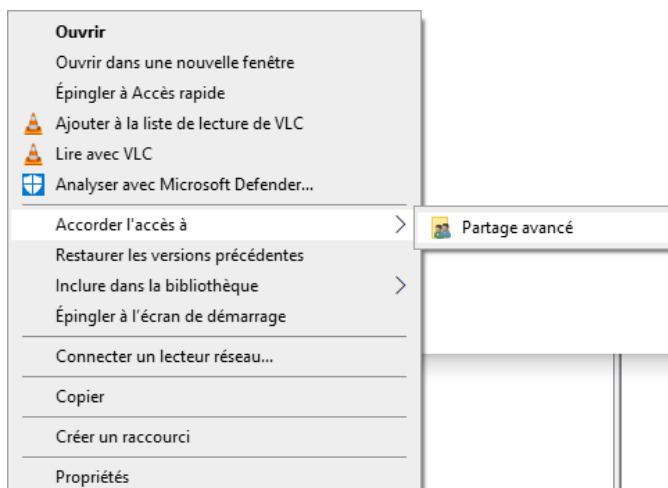 Ouvrir
Ouvrir dans une nouvelle fenêtre
Épingler à Accès rapide
Ajouter à la liste de lecture de VLC
Lire avec VLC
Analyser avec Microsoft Defender...
Accorder l'accès à
Partage avancé
Restaurer les versions précédentes
Inclure dans la bibliothèque
Épingler à l'écran de démarrage
Connecter un lecteur réseau...
Copier
Créer un raccourci
Propriétés